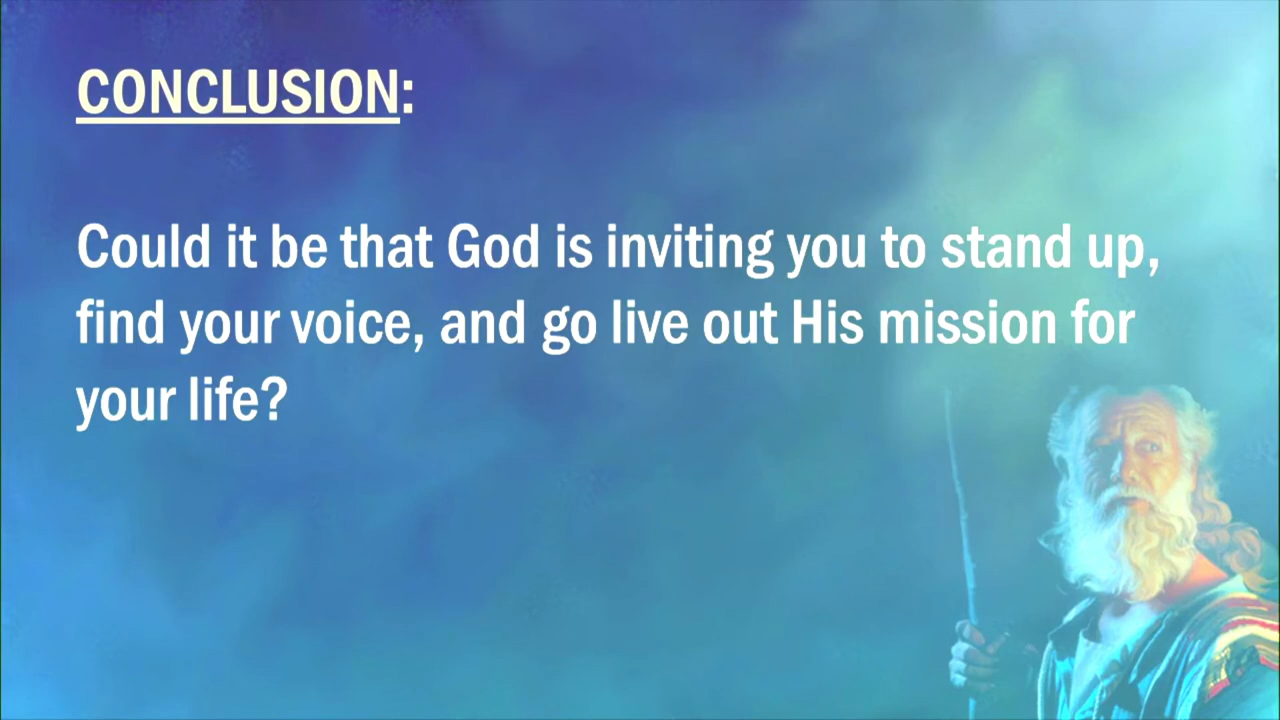 CONCLUSION:
Could it be that God is inviting you to stand up,
find your voice, and go live out His mission for
your life?